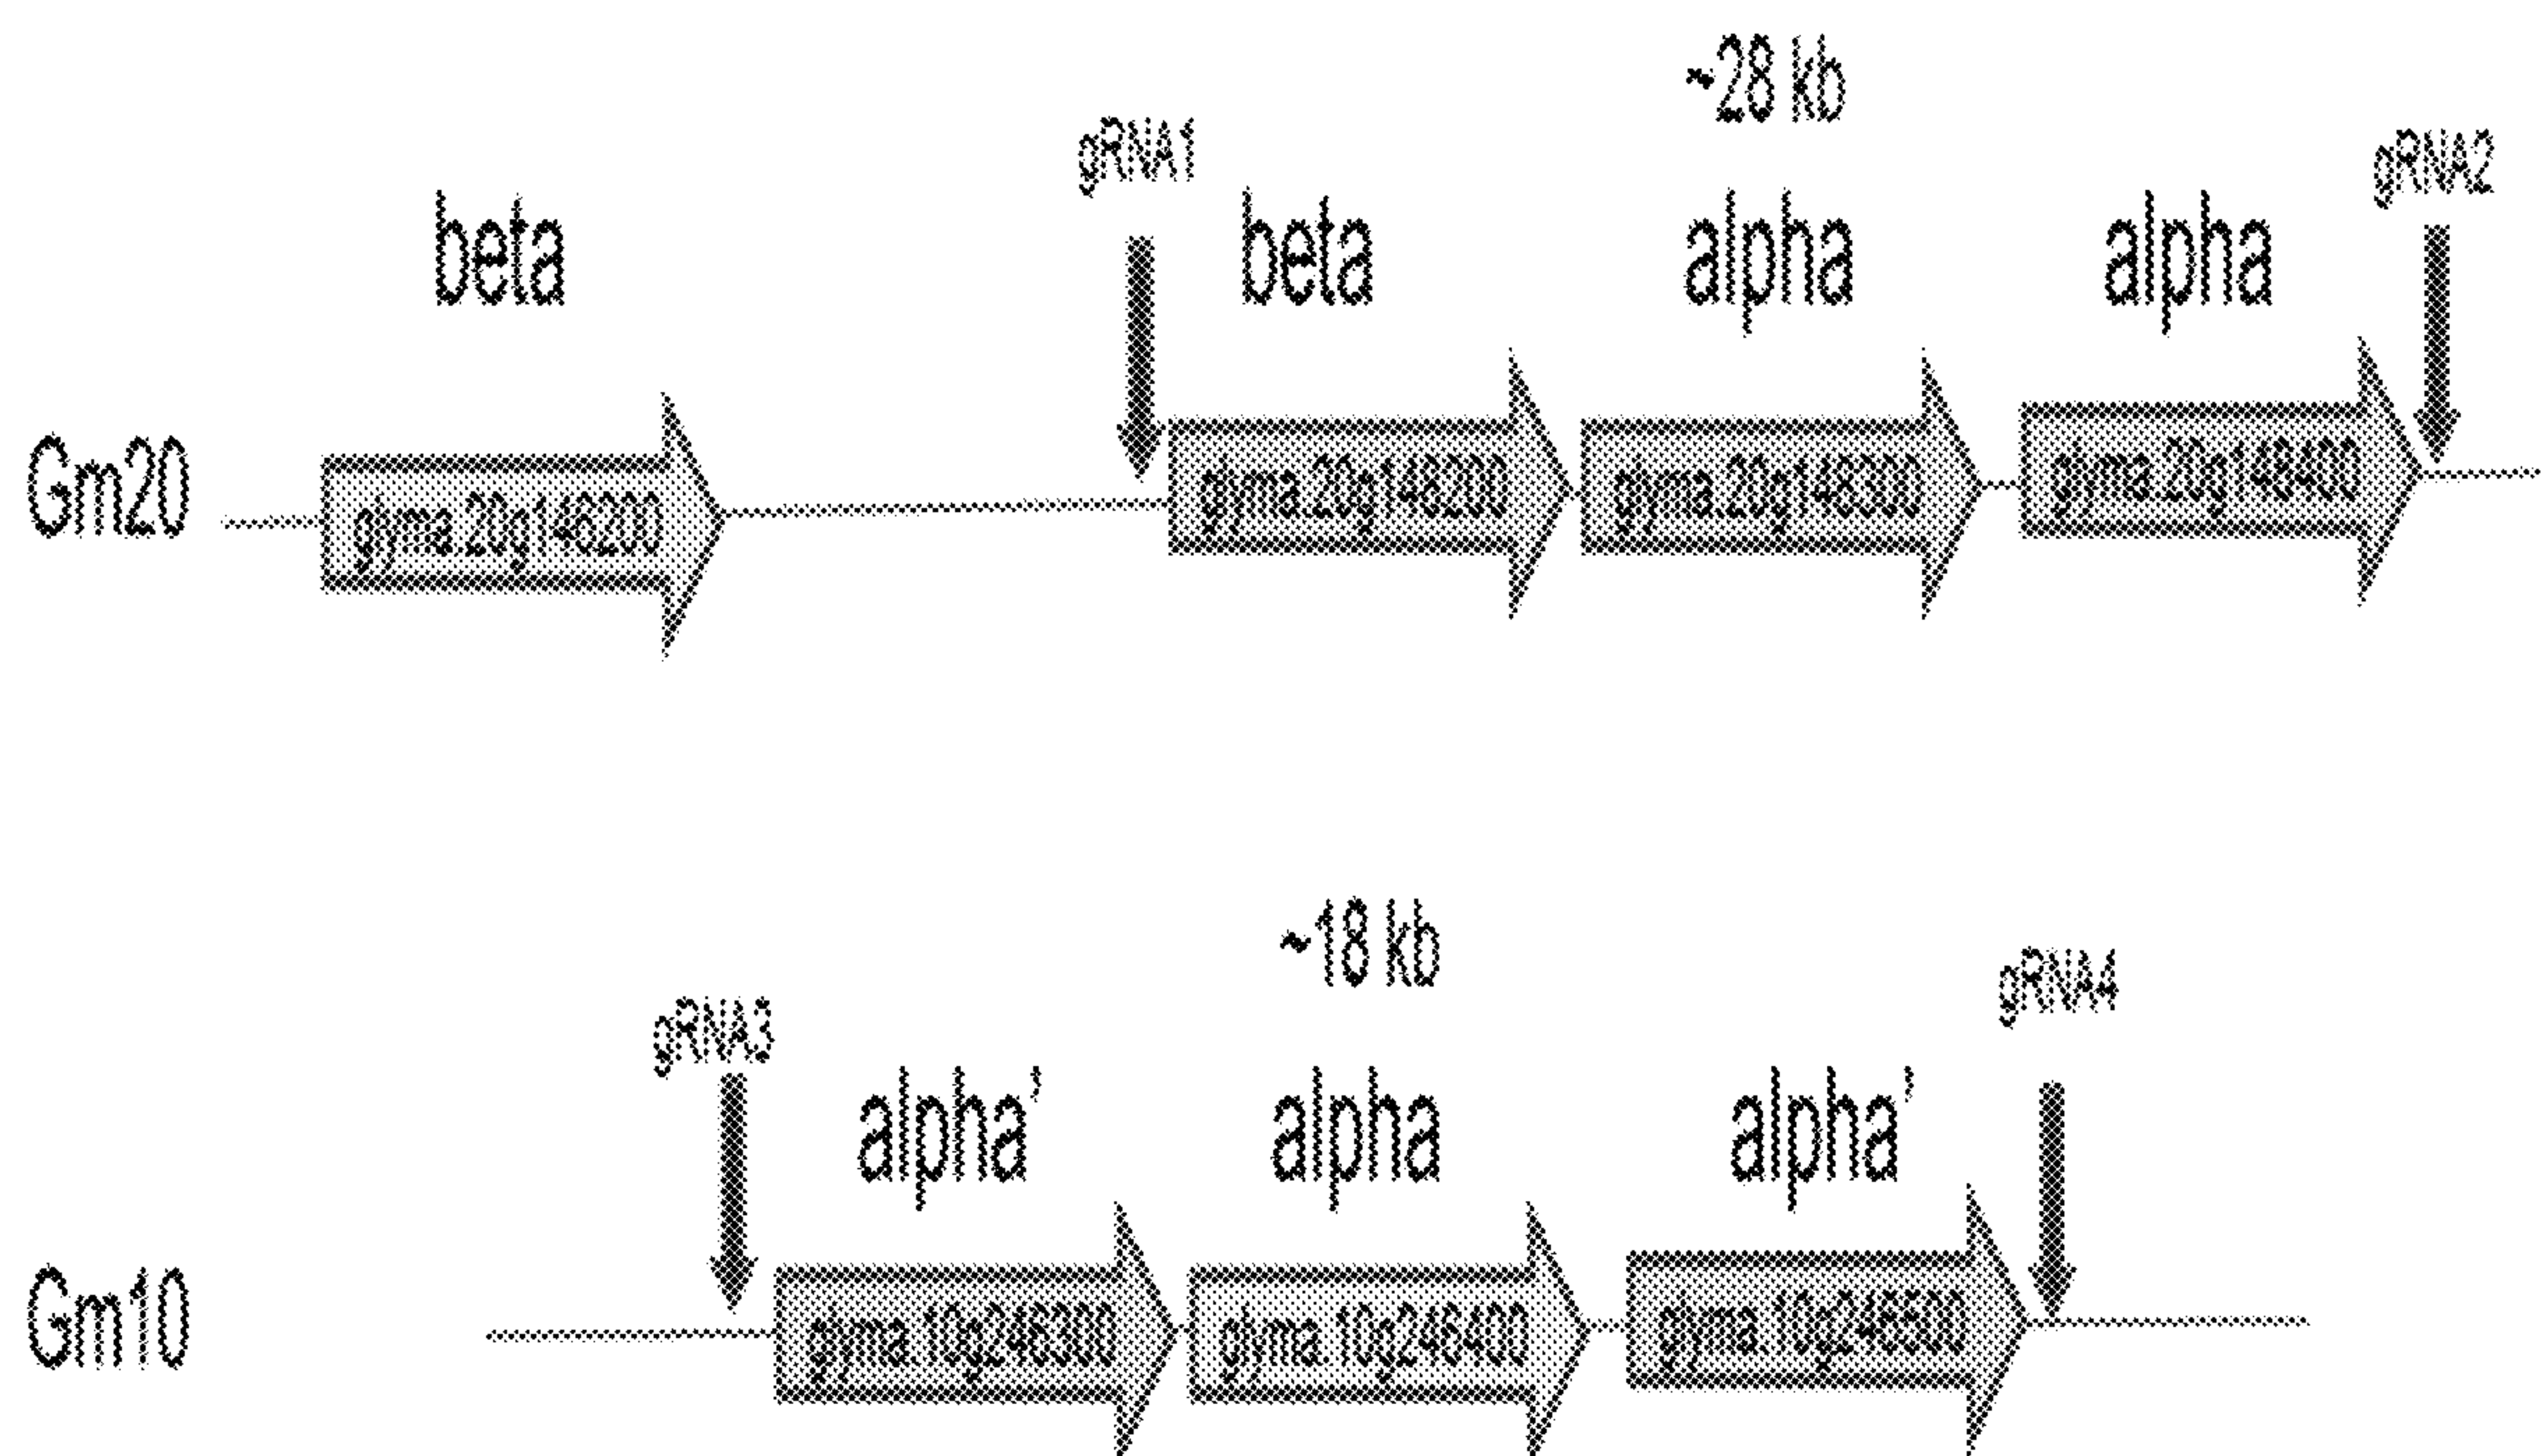 ~28 kb
gRNA1
gRNA2
beta
beta
alpha
alpha
Gm20
glyma.20g146200
glyma.20g148200
glyma.20g148300
glyma.20g148400
~18 kb
gRNA3
gRNA4
alpha'
alpha
alpha'
Gm10
glyma.10g246300
glyma.10g246400
glyma.10g246500